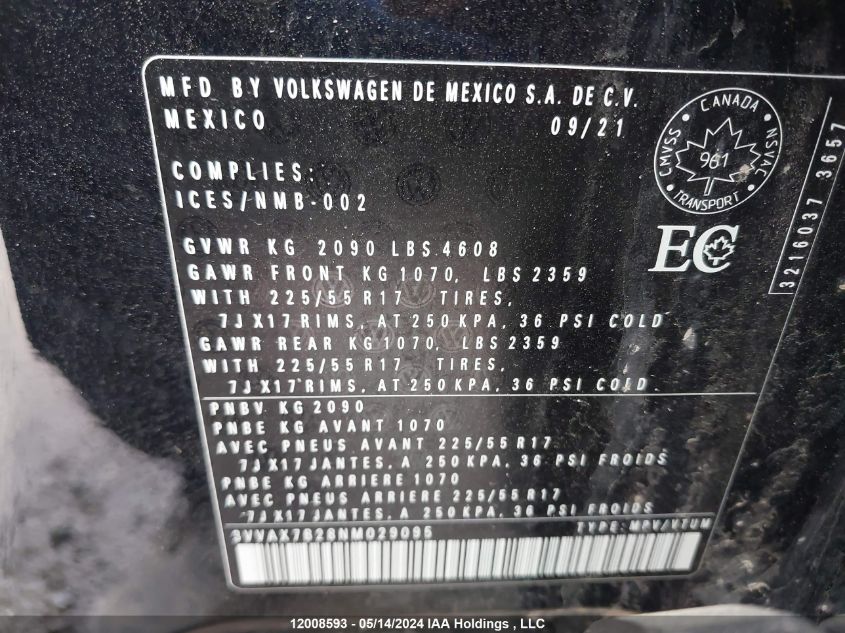 MFD BY VOLKSWAGEN DE MEXICO S.A. DE C.V.
MEXICO 09/21
CMVSS CANADA NSVAC
961
TRANSPORT
3216037 3657
COMPLIES:
ICES/NMB-002
EC
GVWR KG 2090 LBS 4608
GAWR FRONT KG 1070, LBS 2359
WITH 225/55 R17 TIRES,
7J X17 RIMS, AT 250 KPA, 36 PSI COLD
GAWR REAR KG 1070, LBS 2359
WITH 225/55 R17 TIRES,
7J X17 RIMS, AT 250 KPA, 36 PSI COLD
PNBV KG 2090
PNBE KG AVANT 1070
AVEC PNEUS AVANT 225/55 R17
7J X17 JANTES, A 250 KPA, 36 PSI FROIDS
PNBE KG ARRIERE 1070
AVEC PNEUS ARRIERE 225/55 R17
7J X17 JANTES, A 250 KPA, 36 PSI FROIDS
3VVAX7B28NM029095 TYPE: MPV/VTUM
12008593 - 05/14/2024 IAA Holdings , LLC